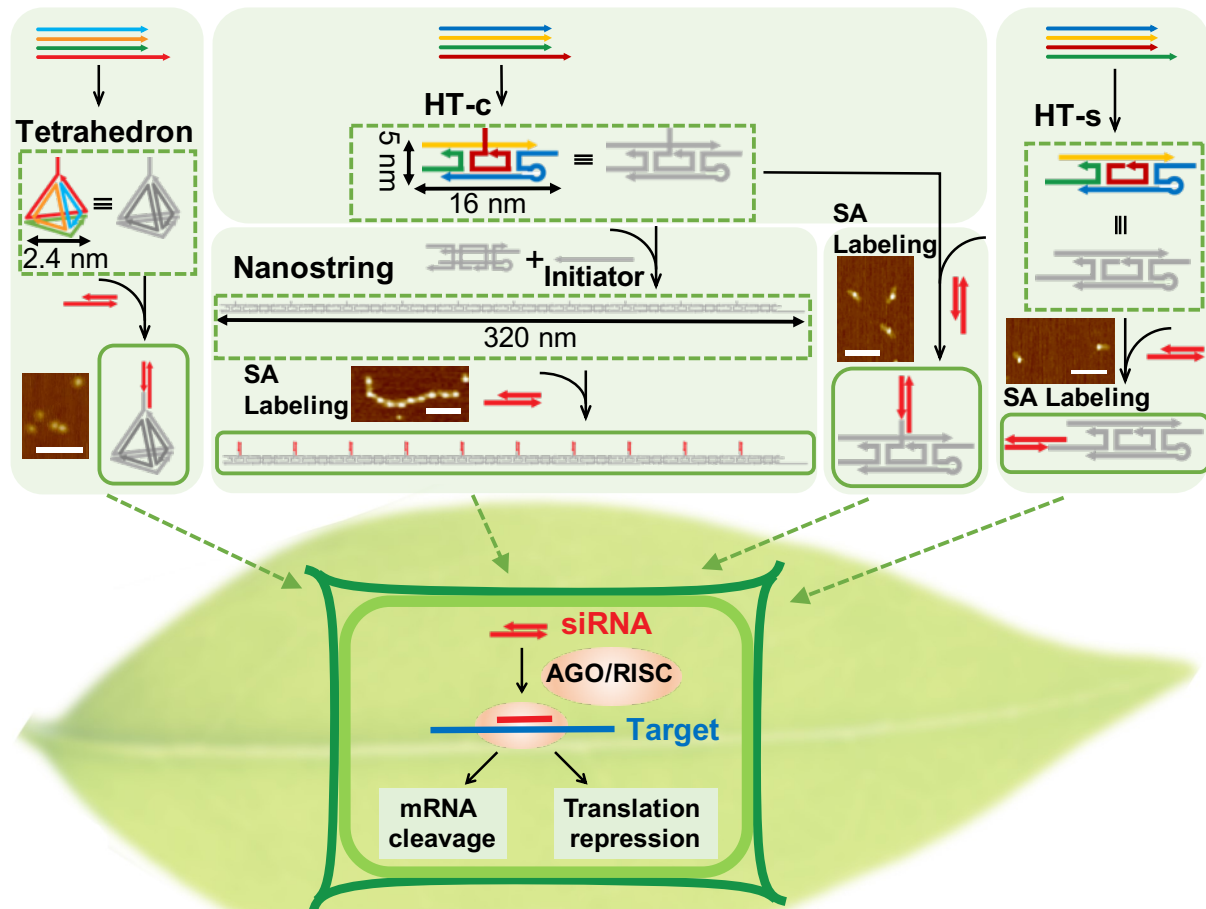 Tetrahedron
2.4 nm
HT-c
5 nm
≡
16 nm
HT-s
Nanostring
+
Initiator
320 nm
SA
Labeling
SA
Labeling
SA Labeling
siRNA
AGO/RISC
Target
mRNA
cleavage
Translation
repression